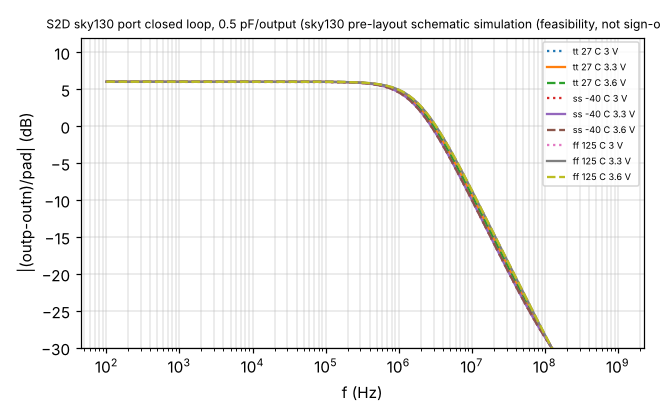 S2D sky130 port closed loop, 0.5 pF/output (sky130 pre-layout schematic simulation (feasibility, not sign-o
|(outp-outn)/pad| (dB)
10
5
0
−5
−10
−15
−20
−25
−30
tt 27 C 3 V
tt 27 C 3.3 V
tt 27 C 3.6 V
ss -40 C 3 V
ss -40 C 3.3 V
ss -40 C 3.6 V
ff 125 C 3 V
ff 125 C 3.3 V
ff 125 C 3.6 V
10² 10³ 10⁴ 10⁵ 10⁶ 10⁷ 10⁸ 10⁹
f (Hz)